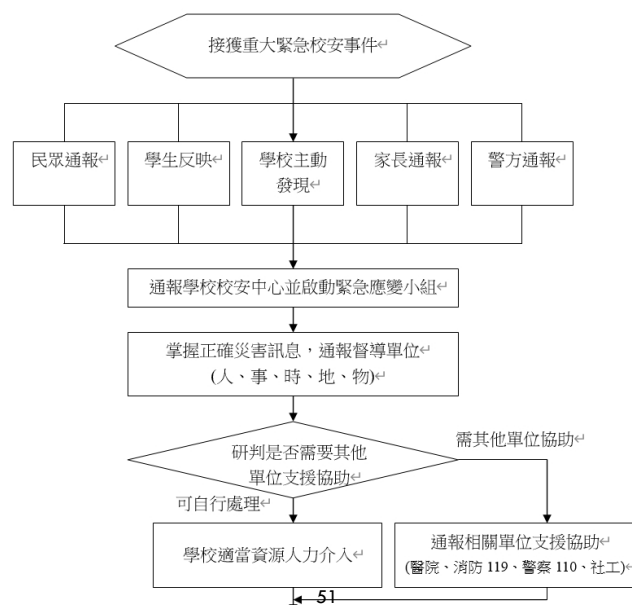 接獲重大緊急校安事件↵
民眾通報↵
學生反映↵
學校主動
發現↵
家長通報↵
警方通報↵
通報學校校安中心並啟動緊急應變小組↵
掌握正確災害訊息，通報督導單位↵
(人、事、時、地、物)↵
研判是否需要其他
單位支援協助↵
需其他單位協助↵
可自行處理↵
學校適當資源人力介入↵
通報相關單位支援協助↵
(醫院、消防 119、警察 110、社工)↵
51